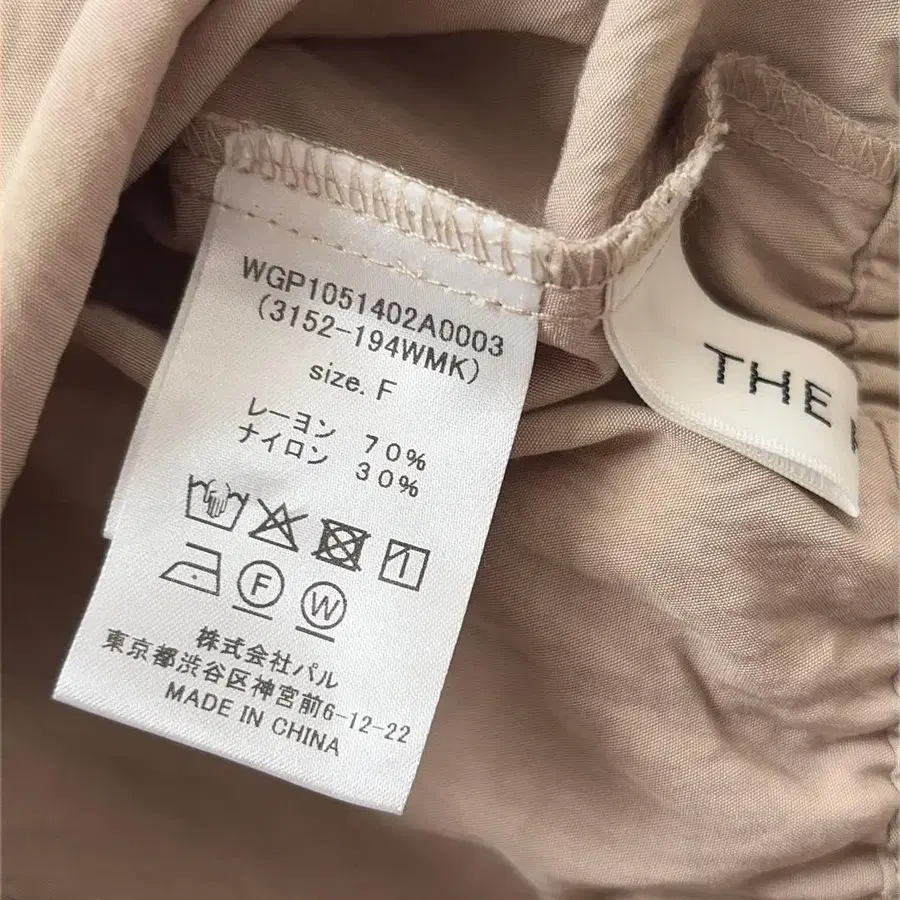 WGP1051402A0003
(3152-194WMK)
size. F
レーヨン 70%
ナイロン 30%
F
W
株式会社パル
東京都渋谷区神宮前6-12-22
MADE IN CHINA
THE